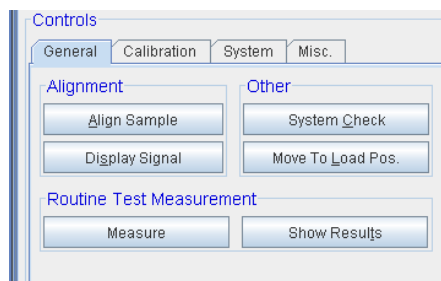 Controls
General Calibration System Misc.
Alignment Other
Align Sample System Check
Display Signal Move To Load Pos.
Routine Test Measurement
Measure Show Results